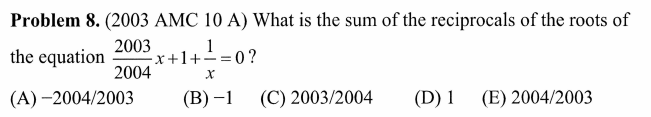 Problem 8. (2003 AMC 10 A) What is the sum of the reciprocals of the roots of
the equation 2003/2004 x+1+1/x=0?
(A) −2004/2003 (B) −1 (C) 2003/2004 (D) 1 (E) 2004/2003